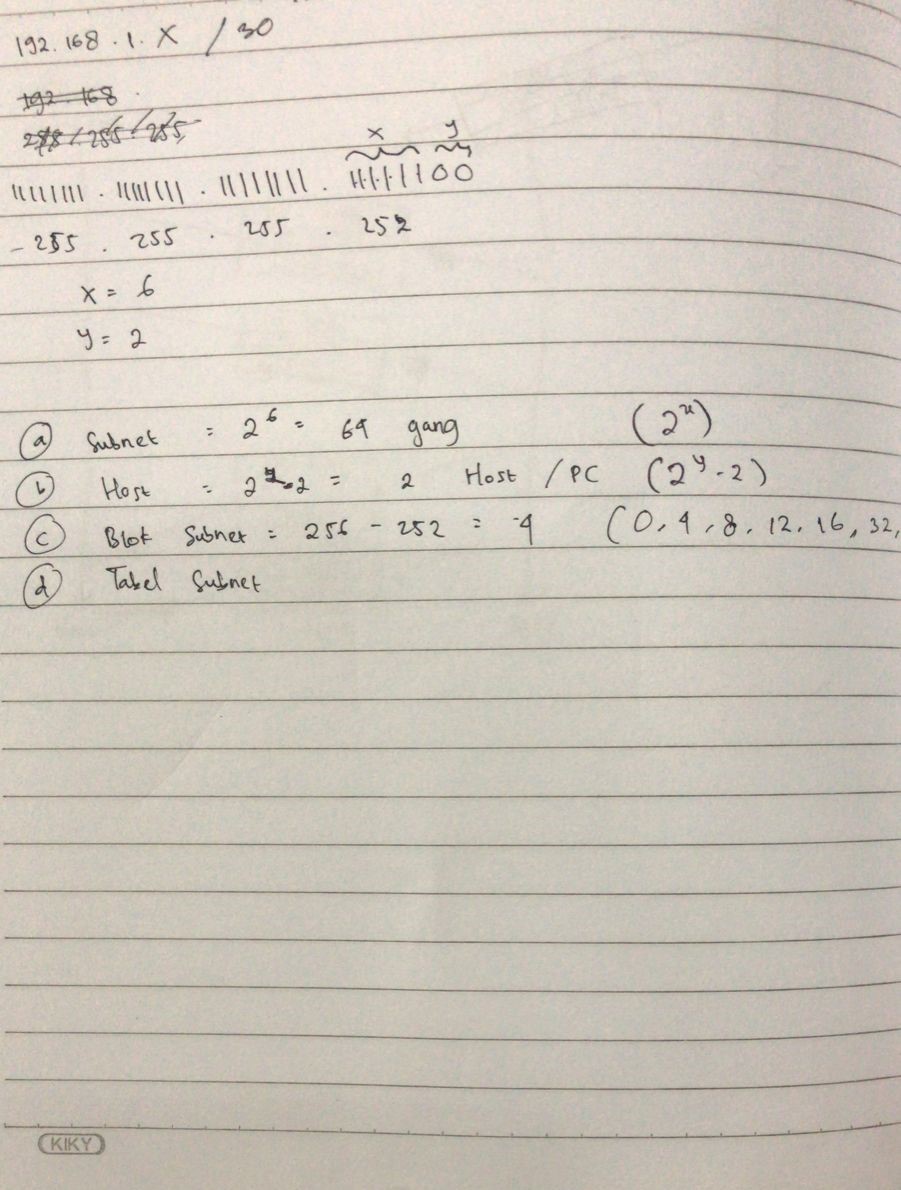 192.168.1.X /30
192.168.
255.255.255
11111111.11111111.11111111.11111100
x y
-255.255.255.252
x = 6
y = 2
a Subnet = 2^6 = 64 gang (2^x)
b Host = 2^2-2 = 2 Host / PC (2^y-2)
c Blok Subnet = 256 - 252 = 4 (0, 4, 8, 12, 16, 32,
d Tabel Subnet
KIKY